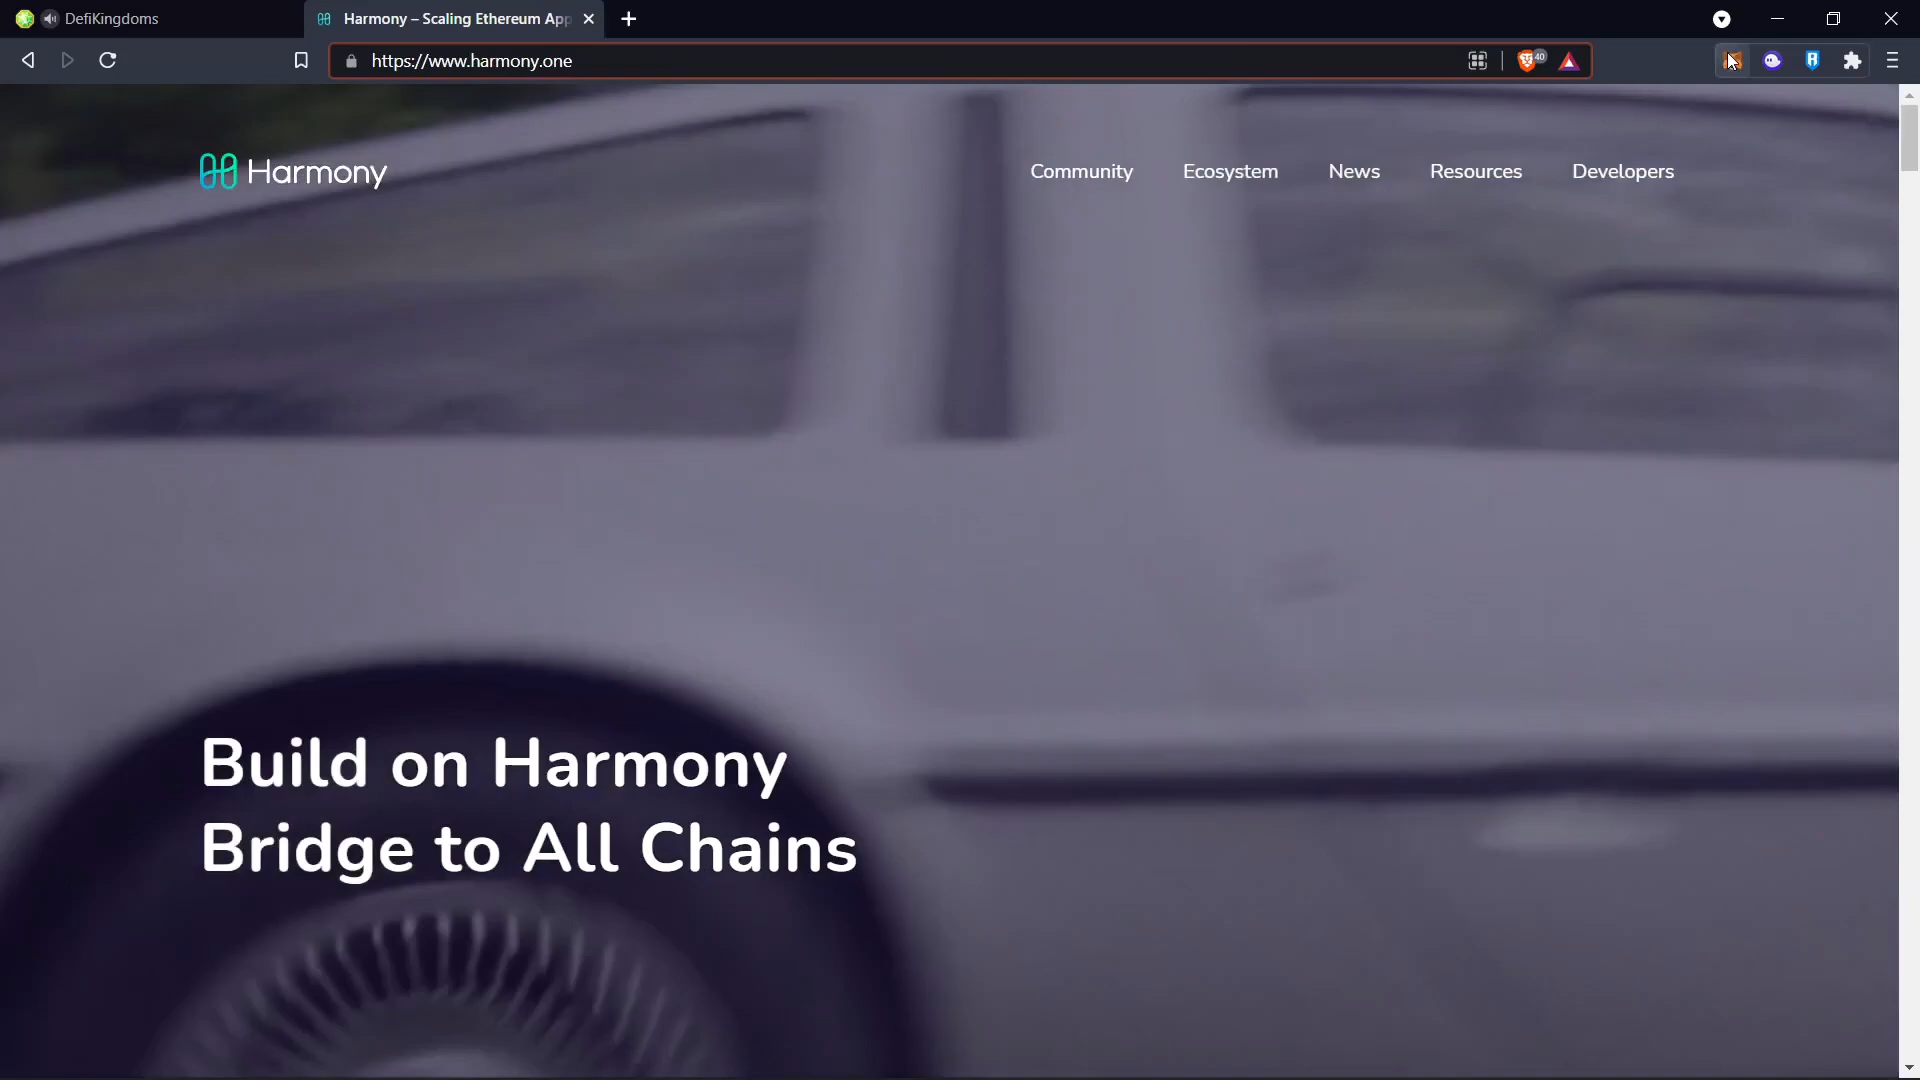 DefiKingdoms
Harmony – Scaling Ethereum App
https://www.harmony.one
40
Harmony
Community
Ecosystem
News
Resources
Developers
Build on Harmony
Bridge to All Chains